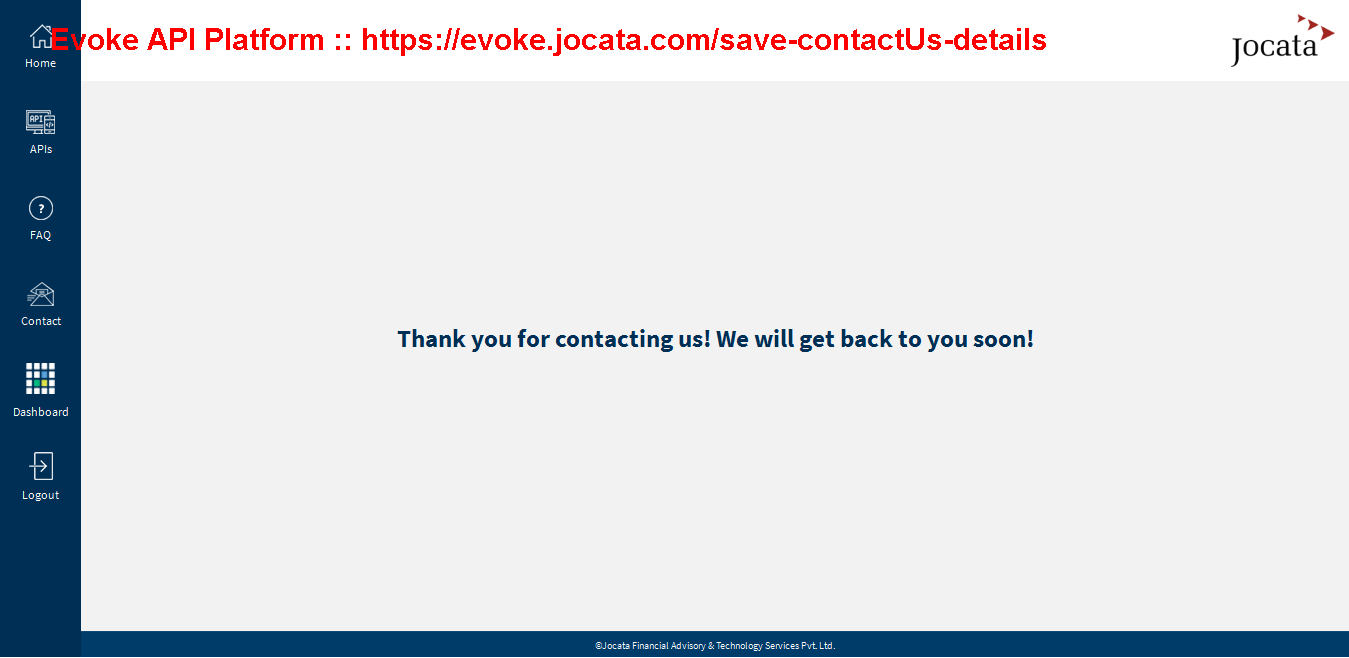 Evoke API Platform :: https://evoke.jocata.com/save-contactUs-details
Jocata
Home
API
APIs
?
FAQ
Contact
Dashboard
Logout
Thank you for contacting us! We will get back to you soon!
©Jocata Financial Advisory & Technology Services Pvt. Ltd.